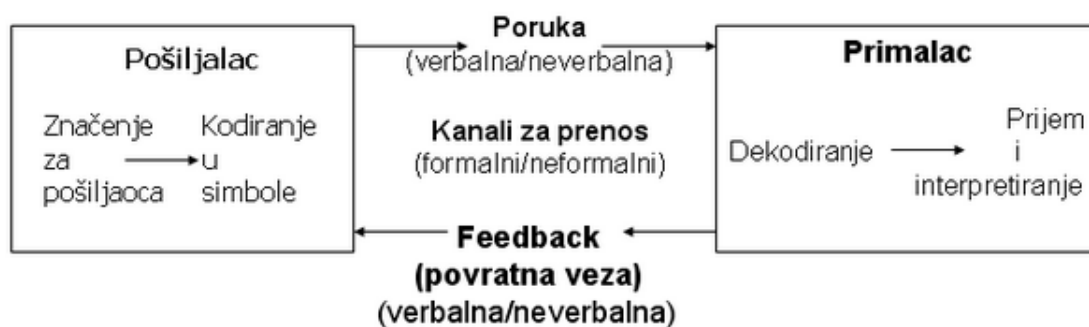 Pošiljalac
Značenje
za
pošiljaoca
Kodiranje
u
simbole
Poruka
(verbalna/neverbalna)
Kanali za prenos
(formalni/neformalni)
Feedback
(povratna veza)
(verbalna/neverbalna)
Primalac
Dekodiranje
Prijem
i
interpretiranje